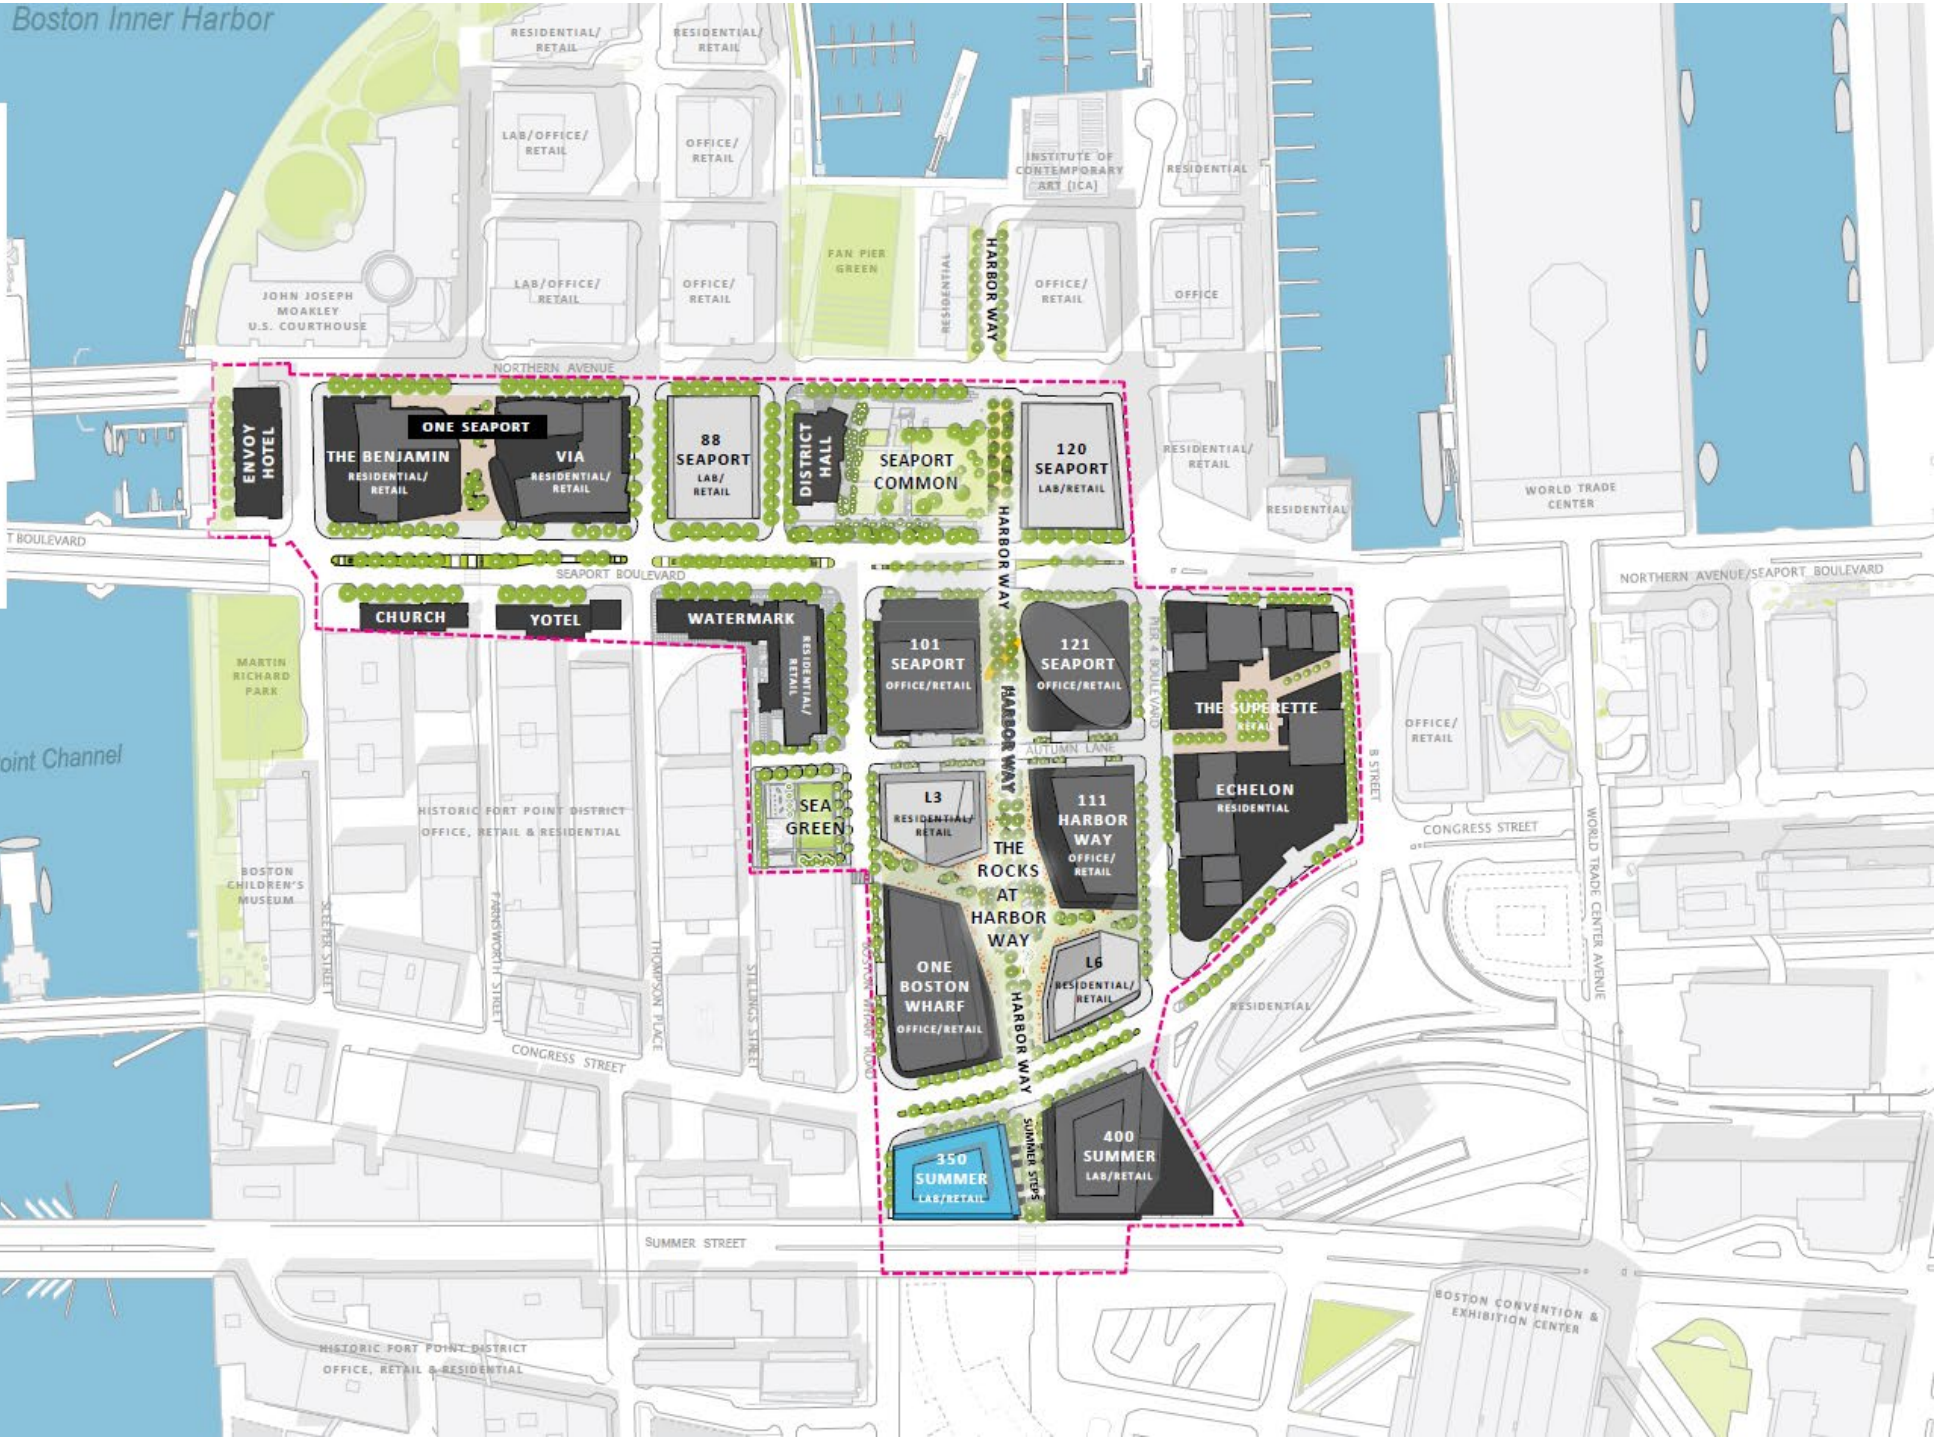 Boston Inner Harbor
RESIDENTIAL/
RETAIL
RESIDENTIAL/
RETAIL
LAB/OFFICE/
RETAIL
OFFICE/
RETAIL
INSTITUTE OF
CONTEMPORARY
ART (ICA)
RESIDENTIAL
JOHN JOSEPH
MOAKLEY
U.S. COURTHOUSE
LAB/OFFICE/
RETAIL
OFFICE/
RETAIL
FAN PIER
GREEN
RESIDENTIAL
HARBOR WAY
OFFICE/
RETAIL
OFFICE
NORTHERN AVENUE
ENVOY
HOTEL
ONE SEAPORT
THE BENJAMIN
RESIDENTIAL/
RETAIL
VIA
RESIDENTIAL/
RETAIL
88
SEAPORT
LAB/
RETAIL
DISTRICT
HALL
SEAPORT
COMMON
HARBOR WAY
120
SEAPORT
LAB/RETAIL
RESIDENTIAL/
RETAIL
RESIDENTIAL
WORLD TRADE
CENTER
T BOULEVARD
SEAPORT BOULEVARD
NORTHERN AVENUE/SEAPORT BOULEVARD
CHURCH
YOTEL
WATERMARK
RESIDENTIAL/
RETAIL
101
SEAPORT
OFFICE/RETAIL
121
SEAPORT
OFFICE/RETAIL
PIER 4 BOULEVARD
THE SUPERETTE
RETAIL
MARTIN
RICHARD
PARK
oint Channel
HARBOR WAY
AUTUMN LANE
OFFICE/
RETAIL
B STREET
HISTORIC FORT POINT DISTRICT
OFFICE, RETAIL & RESIDENTIAL
SEA
GREEN
L3
RESIDENTIAL/
RETAIL
111
HARBOR
WAY
OFFICE/
RETAIL
ECHELON
RESIDENTIAL
CONGRESS STREET
WORLD TRADE CENTER AVENUE
THE
ROCKS
AT
HARBOR
WAY
BOSTON
CHILDREN'S
MUSEUM
SLEEPER STREET
FARNSWORTH STREET
THOMPSON PLACE
STILLINGS STREET
BOSTON WHARF ROAD
ONE
BOSTON
WHARF
OFFICE/RETAIL
L6
RESIDENTIAL/
RETAIL
HARBOR WAY
RESIDENTIAL
CONGRESS STREET
350
SUMMER
LAB/RETAIL
SUMMER STEPS
400
SUMMER
LAB/RETAIL
SUMMER STREET
HISTORIC FORT POINT DISTRICT
OFFICE, RETAIL & RESIDENTIAL
BOSTON CONVENTION &
EXHIBITION CENTER